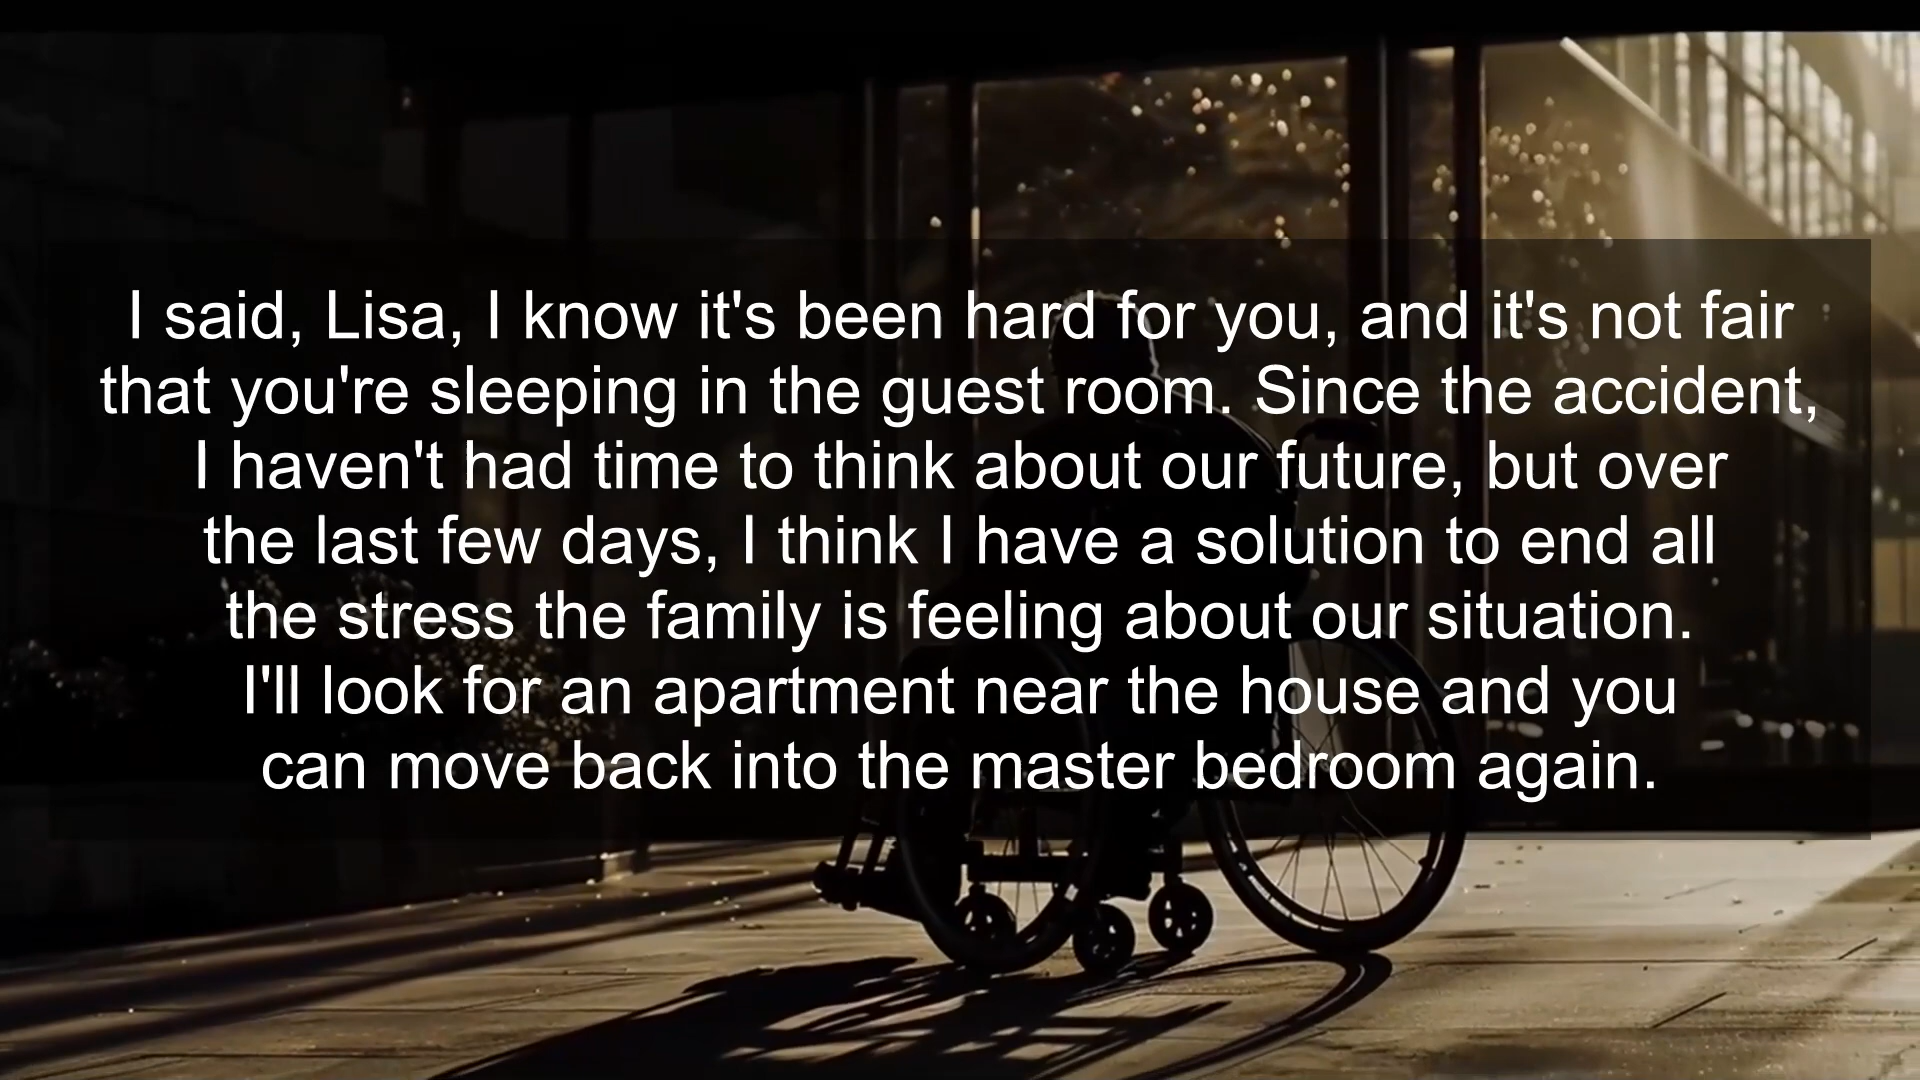 I said, Lisa, I know it's been hard for you, and it's not fair
that you're sleeping in the guest room. Since the accident,
I haven't had time to think about our future, but over
the last few days, I think I have a solution to end all
the stress the family is feeling about our situation.
I'll look for an apartment near the house and you
can move back into the master bedroom again.